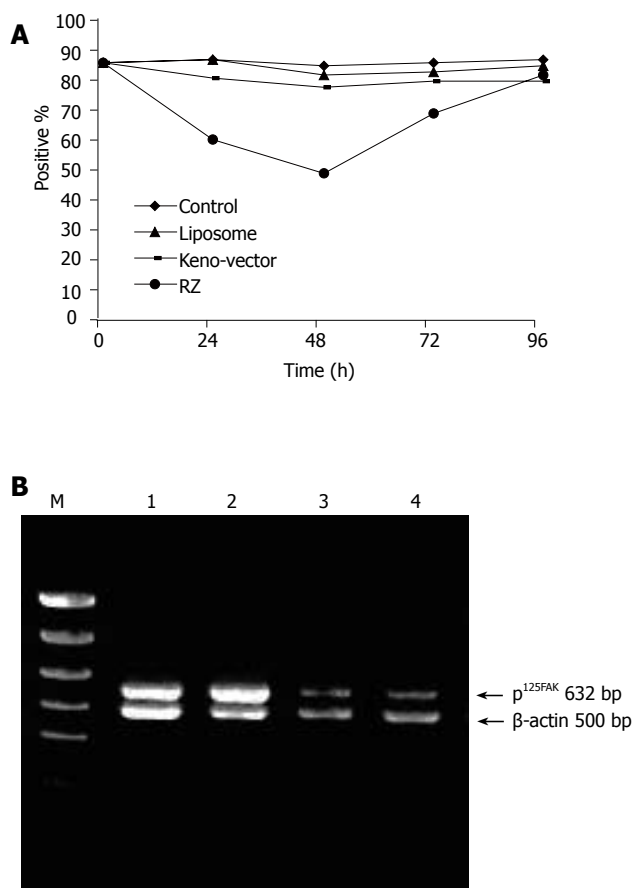 A
100
90
80
70
60
50
40
30
20
10
0
Positive %
Control
Liposome
Keno-vector
RZ
0 24 48 72 96
Time (h)
B
M 1 2 3 4
p125FAK 632 bp
β-actin 500 bp